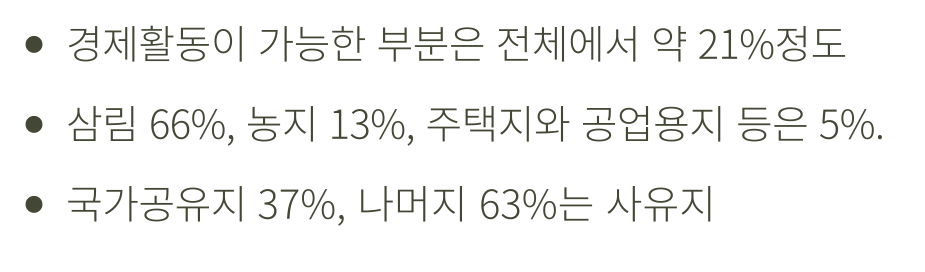 • 경제활동이 가능한 부분은 전체에서 약 21%정도
• 삼림 66%, 농지 13%, 주택지와 공업용지 등은 5%.
• 국가공유지 37%, 나머지 63%는 사유지